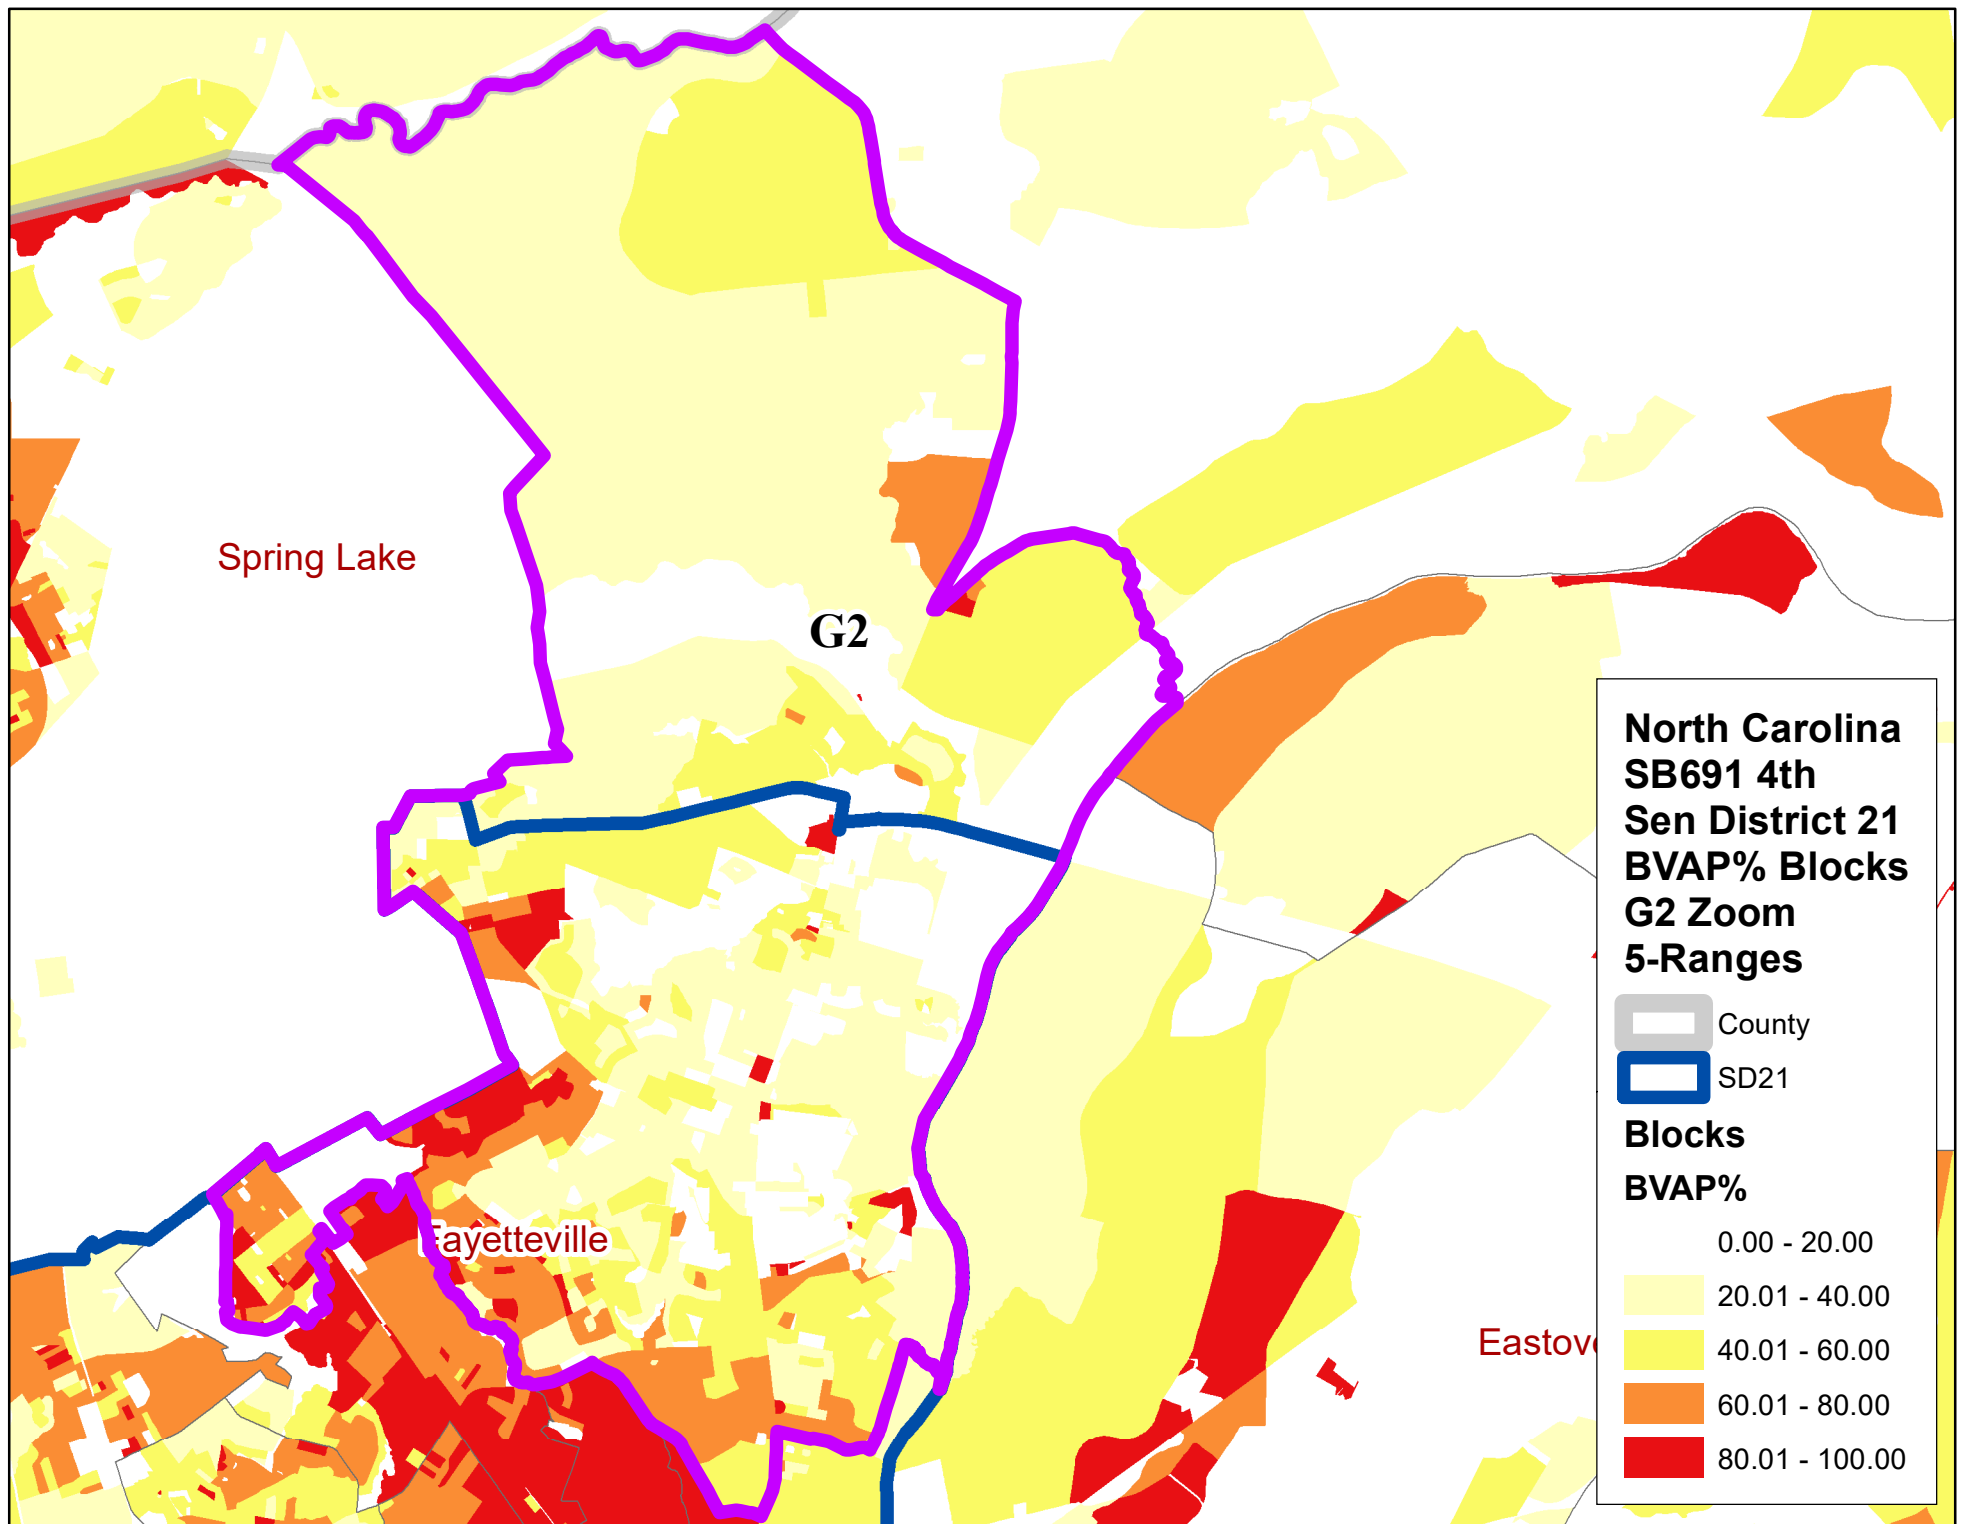 Spring Lake
G2
Fayetteville
North Carolina
SB691 4th
Sen District 21
BVAP% Blocks
G2 Zoom
5-Ranges
County
SD21
Blocks
BVAP%
0.00 - 20.00
20.01 - 40.00
40.01 - 60.00
60.01 - 80.00
80.01 - 100.00
Eastove